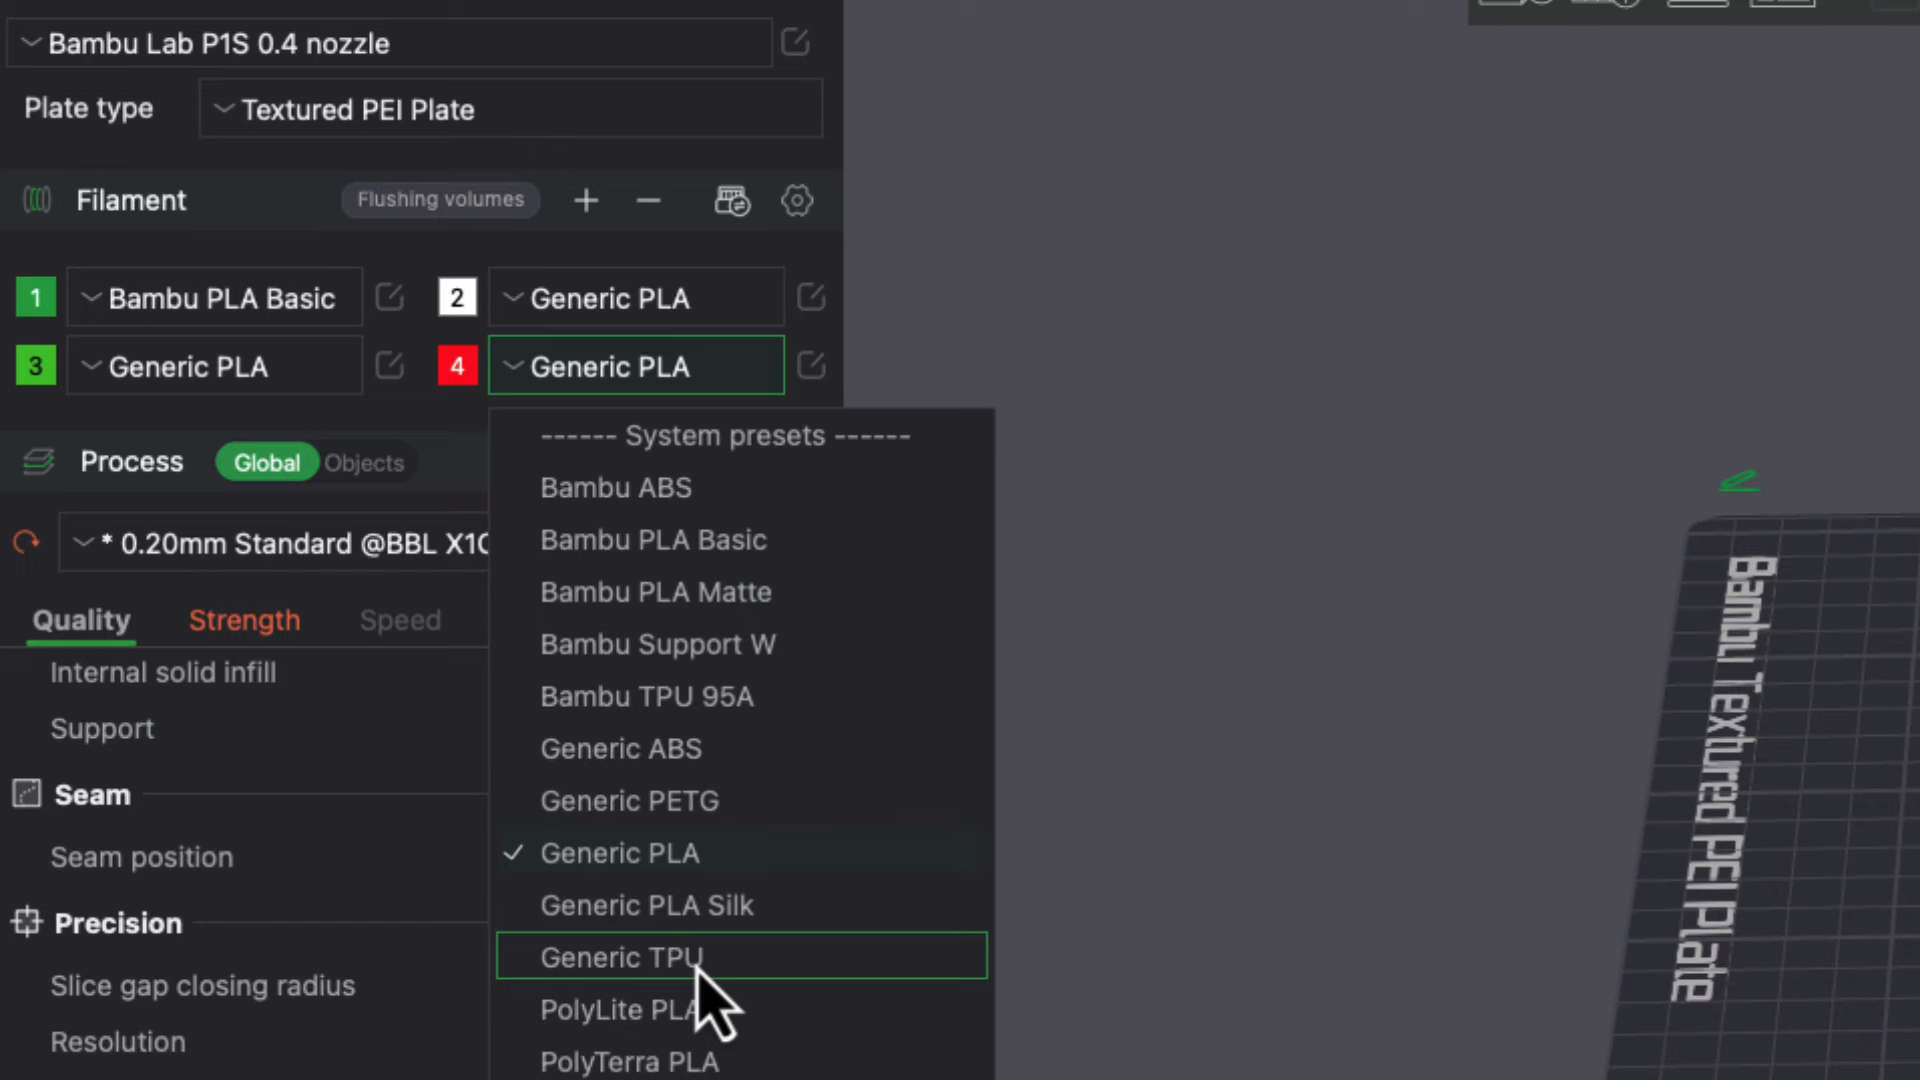 Bambu Lab P1S 0.4 nozzle
Plate type
Textured PEI Plate
Filament
Flushing volumes
1
Bambu PLA Basic
2
Generic PLA
3
Generic PLA
4
Generic PLA
------ System presets ------
Bambu ABS
Bambu PLA Basic
Bambu PLA Matte
Bambu Support W
Bambu TPU 95A
Generic ABS
Generic PETG
Generic PLA
Generic PLA Silk
Generic TPU
PolyLite PLA
PolyTerra PLA
Process
Global
Objects
* 0.20mm Standard @BBL X1C
Quality
Strength
Speed
Internal solid infill
Support
Seam
Seam position
Precision
Slice gap closing radius
Resolution
Bambu Textured PEI Plate